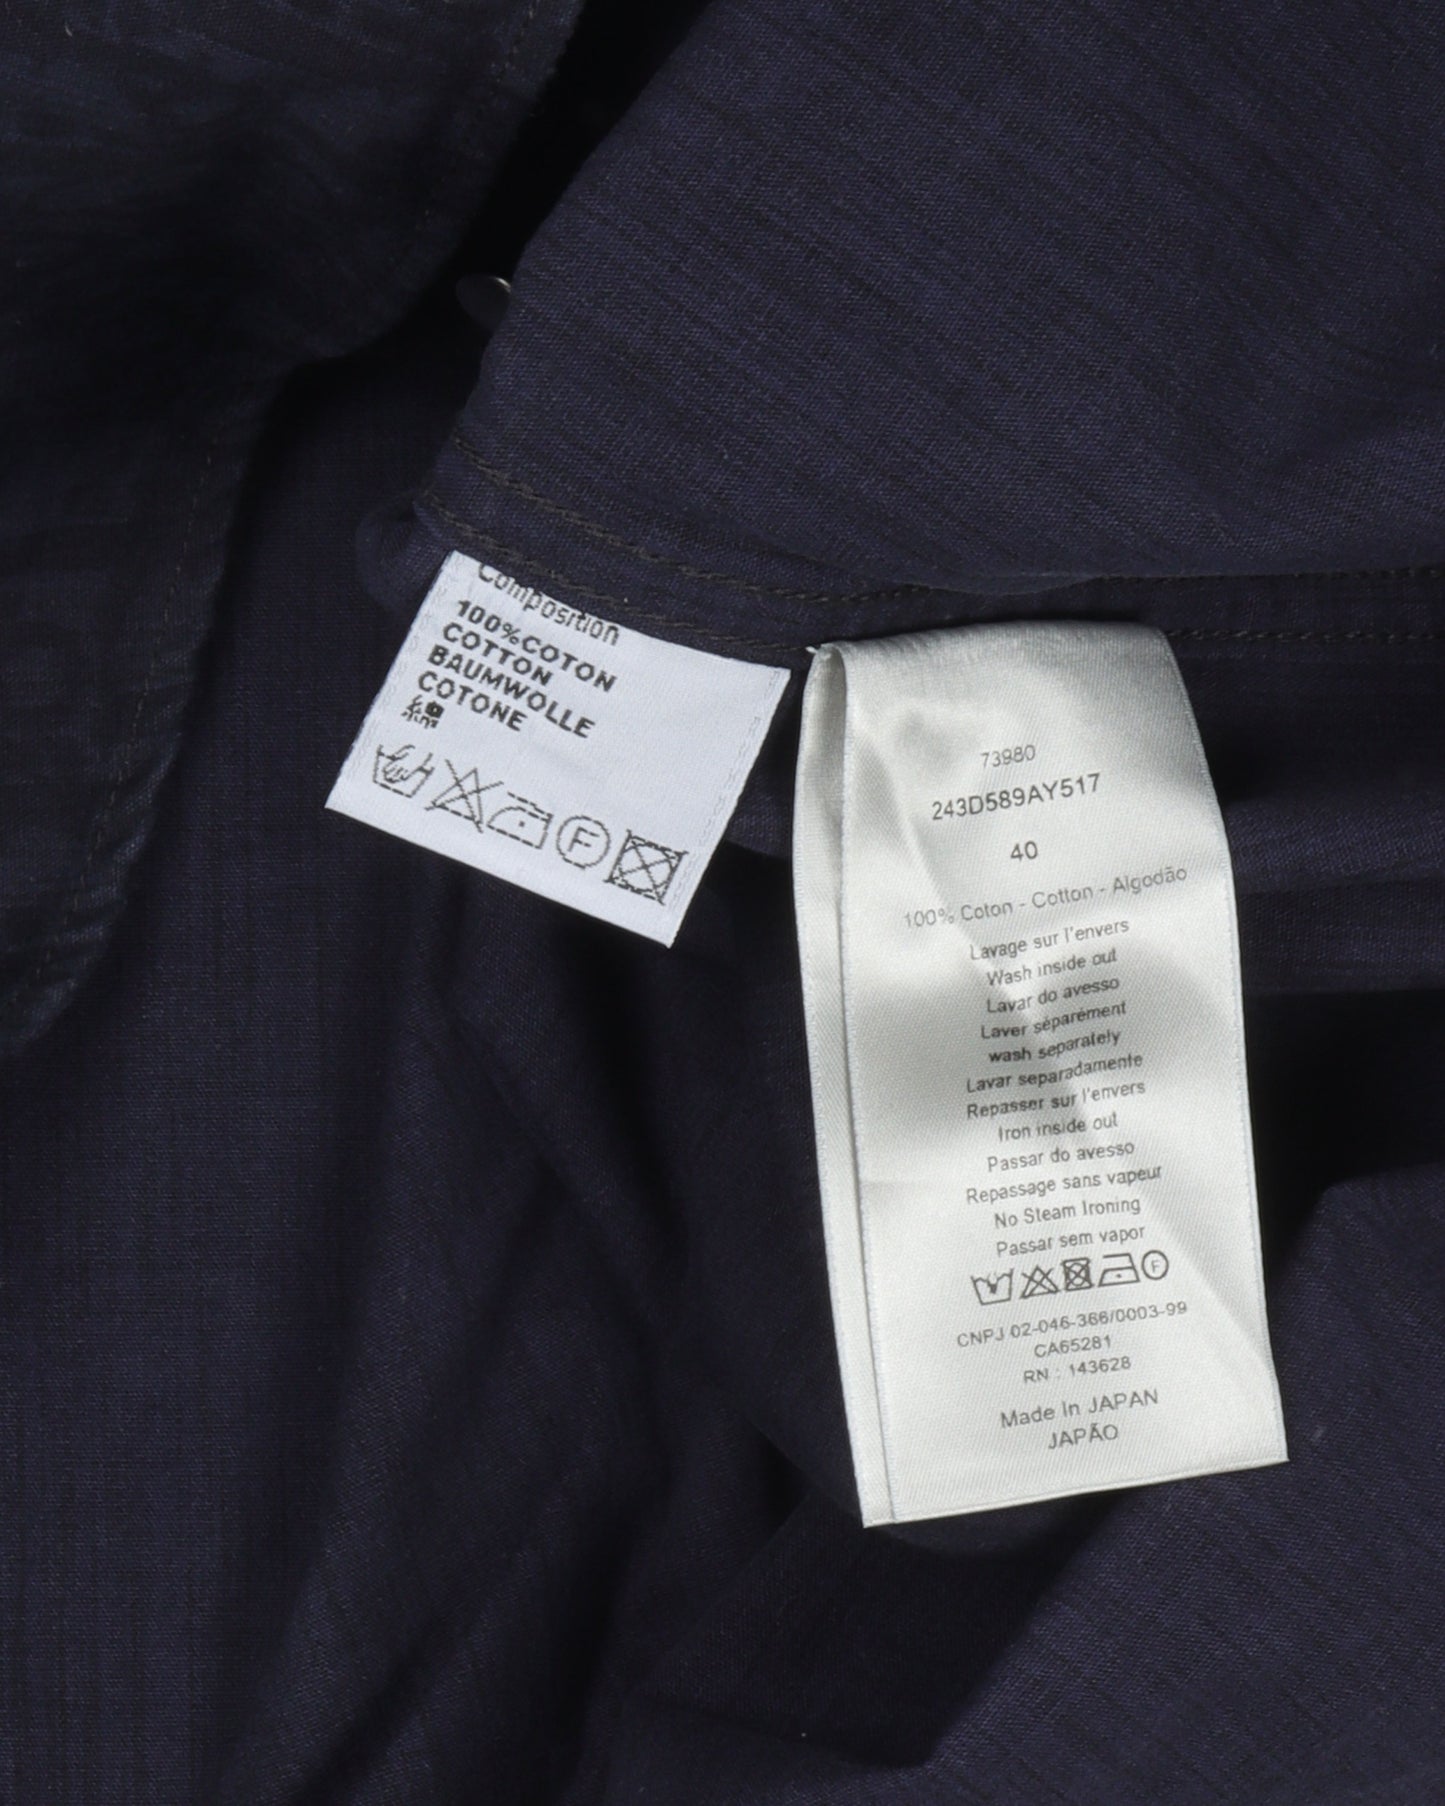 Composition
100%COTON
COTTON
BAUMWOLLE
COTONE
綿
F
73980
243D589AY517
40
100% Coton - Cotton - Algodão
Lavage sur l'envers
Wash inside out
Lavar do avesso
Laver séparément
wash separately
Lavar separadamente
Repasser sur l'envers
Iron inside out
Passar do avesso
Repassage sans vapeur
No Steam Ironing
Passar sem vapor
F
CNPJ 02-046-366/0003-99
CA65281
RN : 143628
Made In JAPAN
JAPÃO